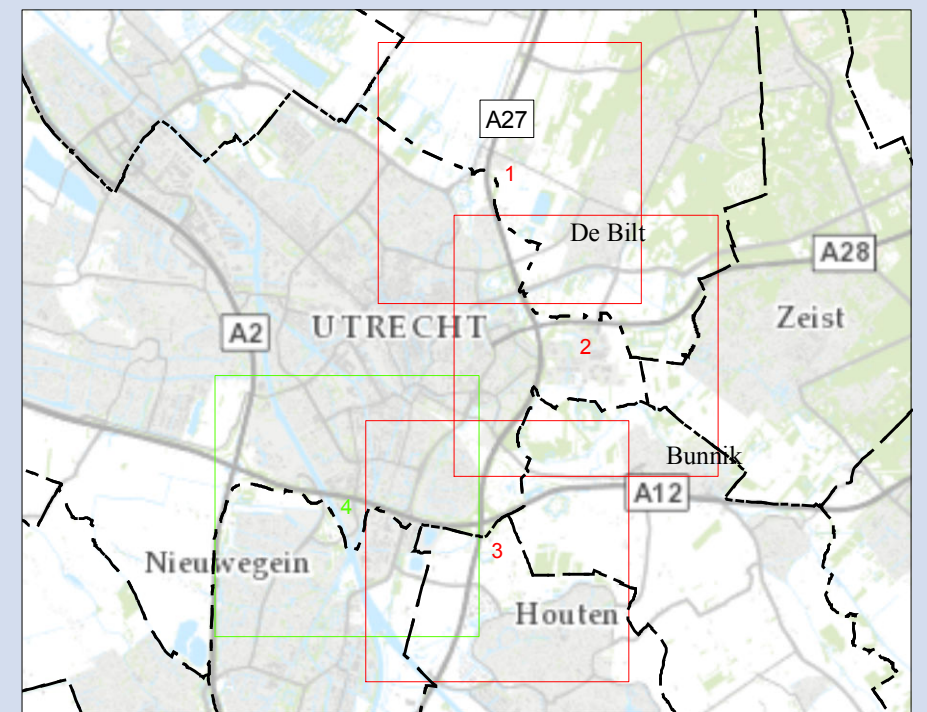 A27
1
De Bilt
A28
A2
UTRECHT
Zeist
2
Bunnik
A12
4
3
Nieuwegein
Houten